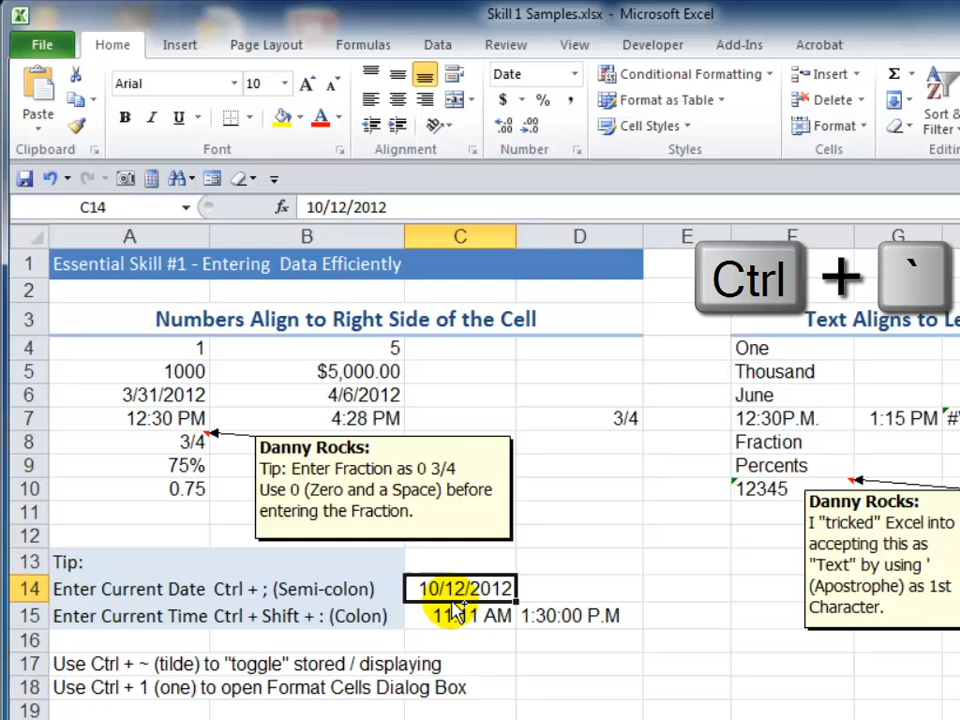 Skill 1 Samples.xlsx - Microsoft Excel
File Home Insert Page Layout Formulas Data Review View Developer Add-Ins Acrobat
Paste
Arial 10
B I U A
Date
$ % ,
Conditional Formatting
Format as Table
Cell Styles
Insert
Delete
Format
Σ
Sort &
Filter
Clipboard Font Alignment Number Styles Cells Editin
C14 fx 10/12/2012
A B C D E F G
1 Essential Skill #1 - Entering Data Efficiently
Ctrl + `
2
3 Numbers Align to Right Side of the Cell Text Aligns to Le
4 1 5 One
5 1000 $5,000.00 Thousand
6 3/31/2012 4/6/2012 June
7 12:30 PM 4:28 PM 3/4 12:30P.M. 1:15 PM
8 3/4 Fraction
9 75% Percents
10 0.75 12345
Danny Rocks:
Tip: Enter Fraction as 0 3/4
Use 0 (Zero and a Space) before
entering the Fraction.
Danny Rocks:
I "tricked" Excel into
accepting this as
"Text" by using '
(Apostrophe) as 1st
Character.
11
12
13 Tip:
14 Enter Current Date Ctrl + ; (Semi-colon) 10/12/2012
15 Enter Current Time Ctrl + Shift + : (Colon) 11:11 AM 1:30:00 P.M
16
17 Use Ctrl + ~ (tilde) to "toggle" stored / displaying
18 Use Ctrl + 1 (one) to open Format Cells Dialog Box
19